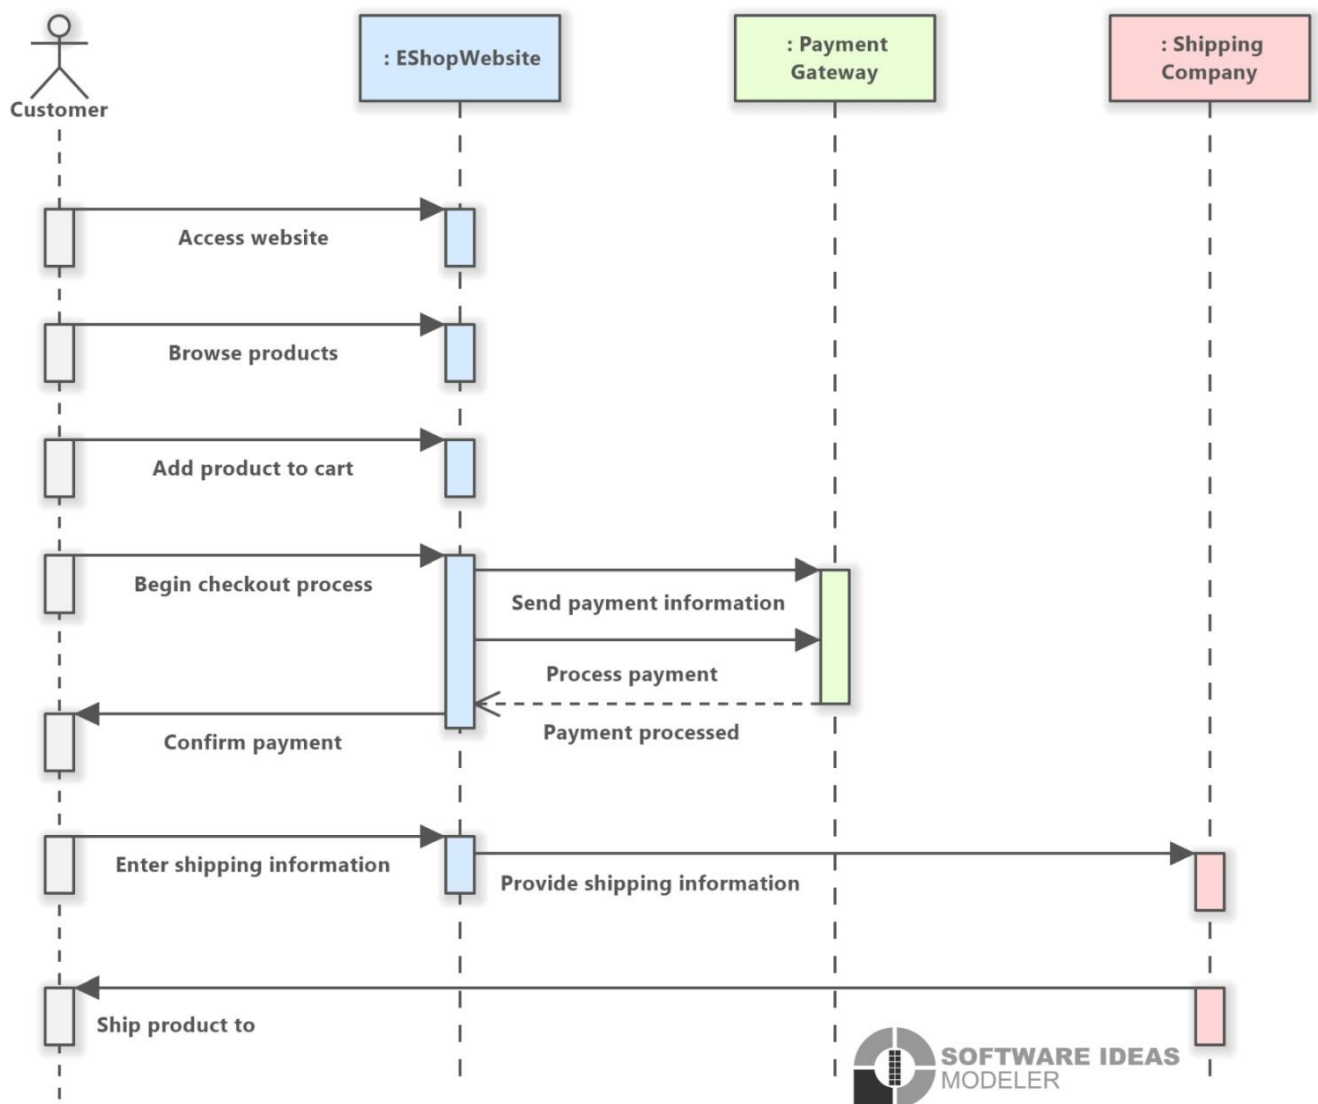 Customer
: EShopWebsite
: Payment
Gateway
: Shipping
Company
Access website
Browse products
Add product to cart
Begin checkout process
Send payment information
Process payment
Payment processed
Confirm payment
Enter shipping information
Provide shipping information
Ship product to
SOFTWARE IDEAS
MODELER